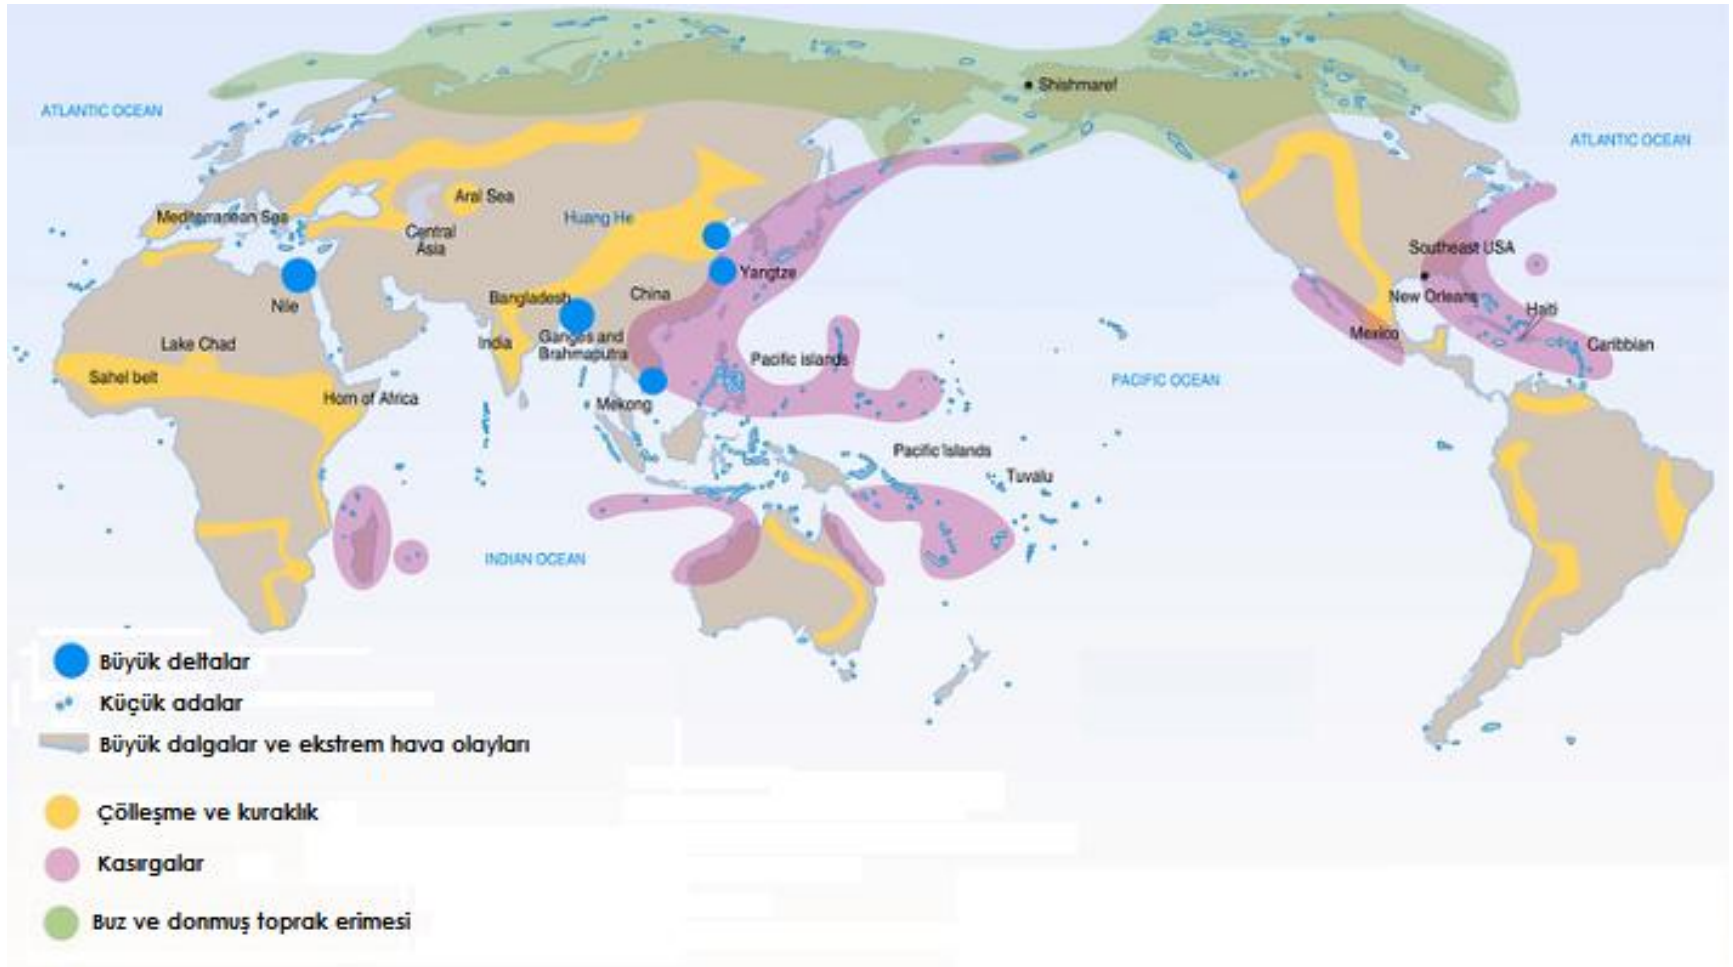 Shishmaref
ATLANTIC OCEAN
ATLANTIC OCEAN
Aral Sea
Mediterranean Sea
Huang He
Central
Asia
Southeast USA
Yangtze
China
Bangladesh
New Orleans
Nile
Haiti
Ganges and
Brahmaputra
India
Mexico
Lake Chad
Caribbian
Pacific islands
Sahel belt
PACIFIC OCEAN
Horn of Africa
Mekong
Pacific Islands
Tuvalu
INDIAN OCEAN
Büyük deltalar
Küçük adalar
Büyük dalgalar ve ekstrem hava olayları
Çölleşme ve kuraklık
Kasırgalar
Buz ve donmuş toprak erimesi